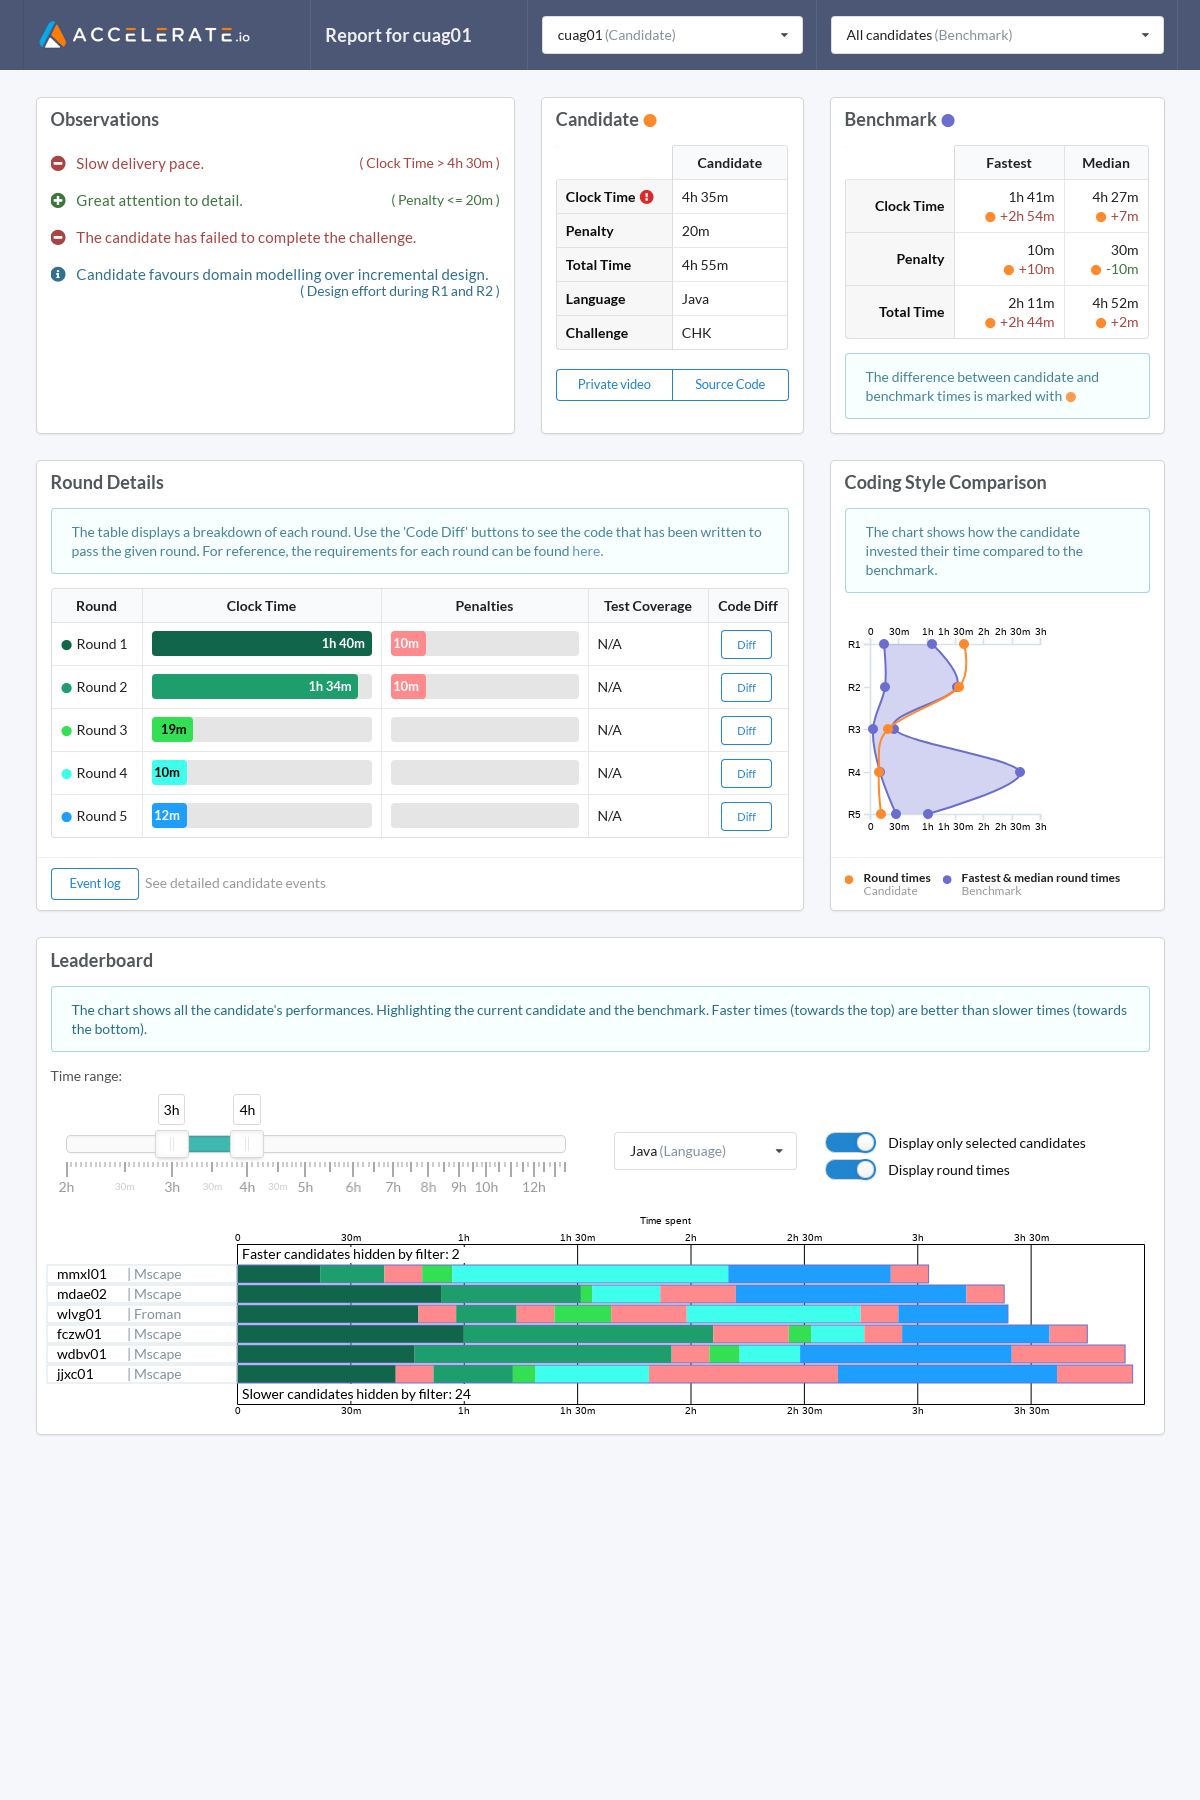 ACCELERATE.io
Report for cuag01
cuag01 (Candidate)
All candidates (Benchmark)
Observations
Slow delivery pace. ( Clock Time > 4h 30m )
Great attention to detail. ( Penalty <= 20m )
The candidate has failed to complete the challenge.
Candidate favours domain modelling over incremental design.
( Design effort during R1 and R2 )
Candidate
Candidate
Clock Time 4h 35m
Penalty 20m
Total Time 4h 55m
Language Java
Challenge CHK
Private video Source Code
Benchmark
Fastest Median
Clock Time 1h 41m 4h 27m
+2h 54m +7m
Penalty 10m 30m
+10m -10m
Total Time 2h 11m 4h 52m
+2h 44m +2m
The difference between candidate and
benchmark times is marked with
Round Details
The table displays a breakdown of each round. Use the 'Code Diff' buttons to see the code that has been written to
pass the given round. For reference, the requirements for each round can be found here.
Round Clock Time Penalties Test Coverage Code Diff
Round 1 1h 40m 10m N/A Diff
Round 2 1h 34m 10m N/A Diff
Round 3 19m N/A Diff
Round 4 10m N/A Diff
Round 5 12m N/A Diff
Event log See detailed candidate events
Coding Style Comparison
The chart shows how the candidate
invested their time compared to the
benchmark.
0 30m 1h 1h 30m 2h 2h 30m 3h
R1
R2
R3
R4
R5
0 30m 1h 1h 30m 2h 2h 30m 3h
Round times Fastest & median round times
Candidate Benchmark
Leaderboard
The chart shows all the candidate's performances. Highlighting the current candidate and the benchmark. Faster times (towards the top) are better than slower times (towards
the bottom).
Time range:
3h 4h
2h 30m 3h 30m 4h 30m 5h 6h 7h 8h 9h 10h 12h
Java (Language)
Display only selected candidates
Display round times
Time spent
0 30m 1h 1h 30m 2h 2h 30m 3h 3h 30m
Faster candidates hidden by filter: 2
mmxl01 | Mscape
mdae02 | Mscape
wlvg01 | Froman
fczw01 | Mscape
wdbv01 | Mscape
jjxc01 | Mscape
Slower candidates hidden by filter: 24
0 30m 1h 1h 30m 2h 2h 30m 3h 3h 30m